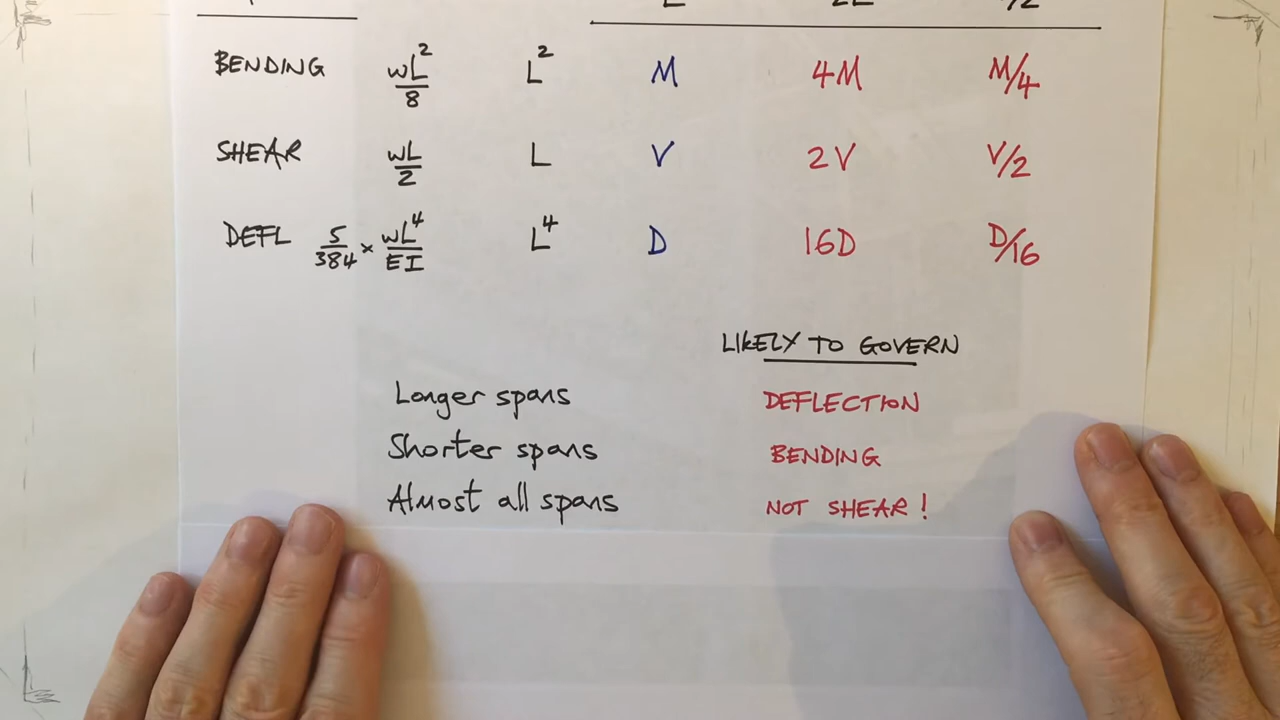 BENDING wL²/8 L² M 4M M/4
SHEAR wL/2 L V 2V V/2
DEFL 5/384 × wL⁴/EI L⁴ D 16D D/16
LIKELY TO GOVERN
Longer spans DEFLECTION
Shorter spans BENDING
Almost all spans NOT SHEAR!